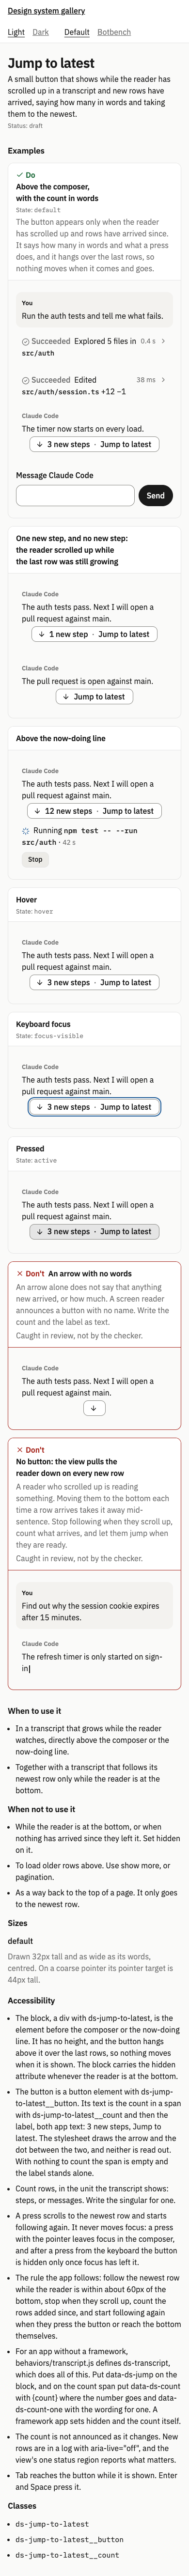 Design system gallery
Light Dark Default Botbench
Jump to latest
A small button that shows while the reader has
scrolled up in a transcript and new rows have
arrived, saying how many in words and taking
them to the newest.
Status: draft
Examples
✓ Do
Above the composer,
with the count in words
State: default
The button appears only when the reader
has scrolled up and rows have arrived since.
It says how many in words and what a press
does, and it hangs over the last rows, so
nothing moves when it comes and goes.
You
Run the auth tests and tell me what fails.
Succeeded Explored 5 files in 0.4 s
src/auth
Succeeded Edited 38 ms
src/auth/session.ts +12 −1
Claude Code
The timer now starts on every load.
↓ 3 new steps · Jump to latest
Message Claude Code
Send
One new step, and no new step:
the reader scrolled up while
the last row was still growing
Claude Code
The auth tests pass. Next I will open a
pull request against main.
↓ 1 new step · Jump to latest
Claude Code
The pull request is open against main.
↓ Jump to latest
Above the now-doing line
Claude Code
The auth tests pass. Next I will open a
pull request against main.
↓ 12 new steps · Jump to latest
Running npm test -- --run
src/auth · 42 s
Stop
Hover
State: hover
Claude Code
The auth tests pass. Next I will open a
pull request against main.
↓ 3 new steps · Jump to latest
Keyboard focus
State: focus-visible
Claude Code
The auth tests pass. Next I will open a
pull request against main.
↓ 3 new steps · Jump to latest
Pressed
State: active
Claude Code
The auth tests pass. Next I will open a
pull request against main.
↓ 3 new steps · Jump to latest
✕ Don't An arrow with no words
An arrow alone does not say that anything
new arrived, or how much. A screen reader
announces a button with no name. Write the
count and the label as text.
Caught in review, not by the checker.
Claude Code
The auth tests pass. Next I will open a
pull request against main.
↓
✕ Don't
No button: the view pulls the
reader down on every new row
A reader who scrolled up is reading
something. Moving them to the bottom each
time a row arrives takes it away mid-
sentence. Stop following when they scroll up,
count what arrives, and let them jump when
they are ready.
Caught in review, not by the checker.
You
Find out why the session cookie expires
after 15 minutes.
Claude Code
The refresh timer is only started on sign-
in
When to use it
• In a transcript that grows while the reader
watches, directly above the composer or the
now-doing line.
• Together with a transcript that follows its
newest row only while the reader is at the
bottom.
When not to use it
• While the reader is at the bottom, or when
nothing has arrived since they left it. Set hidden
on it.
• To load older rows above. Use show more, or
pagination.
• As a way back to the top of a page. It only goes
to the newest row.
Sizes
default
Drawn 32px tall and as wide as its words,
centred. On a coarse pointer its pointer target is
44px tall.
Accessibility
• The block, a div with ds-jump-to-latest, is the
element before the composer or the now-doing
line. It has no height, and the button hangs
above it over the last rows, so nothing moves
when it is shown. The block carries the hidden
attribute whenever the reader is at the bottom.
• The button is a button element with ds-jump-
to-latest__button. Its text is the count in a span
with ds-jump-to-latest__count and then the
label, both app text: 3 new steps, Jump to
latest. The stylesheet draws the arrow and the
dot between the two, and neither is read out.
With nothing to count the span is empty and
the label stands alone.
• Count rows, in the unit the transcript shows:
steps, or messages. Write the singular for one.
• A press scrolls to the newest row and starts
following again. It never moves focus: a press
with the pointer leaves focus in the composer,
and after a press from the keyboard the button
is hidden only once focus has left it.
• The rule the app follows: follow the newest row
while the reader is within about 60px of the
bottom, stop when they scroll up, count the
rows added since, and start following again
when they press the button or reach the bottom
themselves.
• For an app without a framework,
behaviors/transcript.js defines ds-transcript,
which does all of this. Put data-ds-jump on the
block, and on the count span put data-ds-count
with {count} where the number goes and data-
ds-count-one with the wording for one. A
framework app sets hidden and the count itself.
• The count is not announced as it changes. New
rows are in a log with aria-live="off", and the
view's one status region reports what matters.
• Tab reaches the button while it is shown. Enter
and Space press it.
Classes
• ds-jump-to-latest
• ds-jump-to-latest__button
• ds-jump-to-latest__count